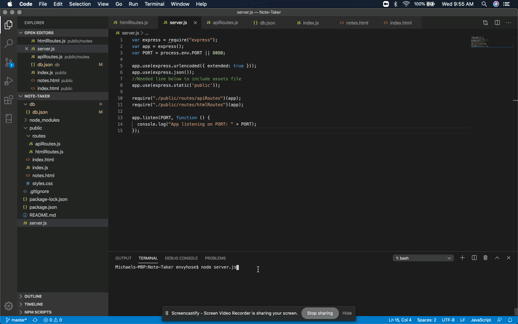 Code File Edit Selection View Go Run Terminal Window Help
100% Wed 9:55 AM
server.js — Note-Taker
EXPLORER
htmlRoutes.js server.js apiRoutes.js db.json index.js notes.html index.html
OPEN EDITORS
htmlRoutes.js public/routes
server.js
apiRoutes.js public/routes
db.json db M
index.js public
notes.html public
index.html public
NOTE-TAKER
db
db.json M
node_modules
public
routes
apiRoutes.js
htmlRoutes.js
index.html
index.js
notes.html
styles.css
.gitignore
package-lock.json
package.json
README.md
server.js
OUTLINE
TIMELINE
NPM SCRIPTS
server.js > ...
1 var express = require("express");
2 var app = express();
3 var PORT = process.env.PORT || 8080;
4
5 app.use(express.urlencoded({ extended: true }));
6 app.use(express.json());
7 //Needed line below to include assets file
8 app.use(express.static('public'));
9
10 require("./public/routes/apiRoutes")(app);
11 require("./public/routes/htmlRoutes")(app);
12
13 app.listen(PORT, function () {
14 console.log("App listening on PORT: " + PORT);
15 });
OUTPUT TERMINAL DEBUG CONSOLE PROBLEMS
1: bash
Michaels-MBP:Note-Taker envyhose$ node server.js
Screencastify - Screen Video Recorder is sharing your screen. Stop sharing Hide
master* 0 0 Ln 15, Col 4 Spaces: 2 UTF-8 LF JavaScript